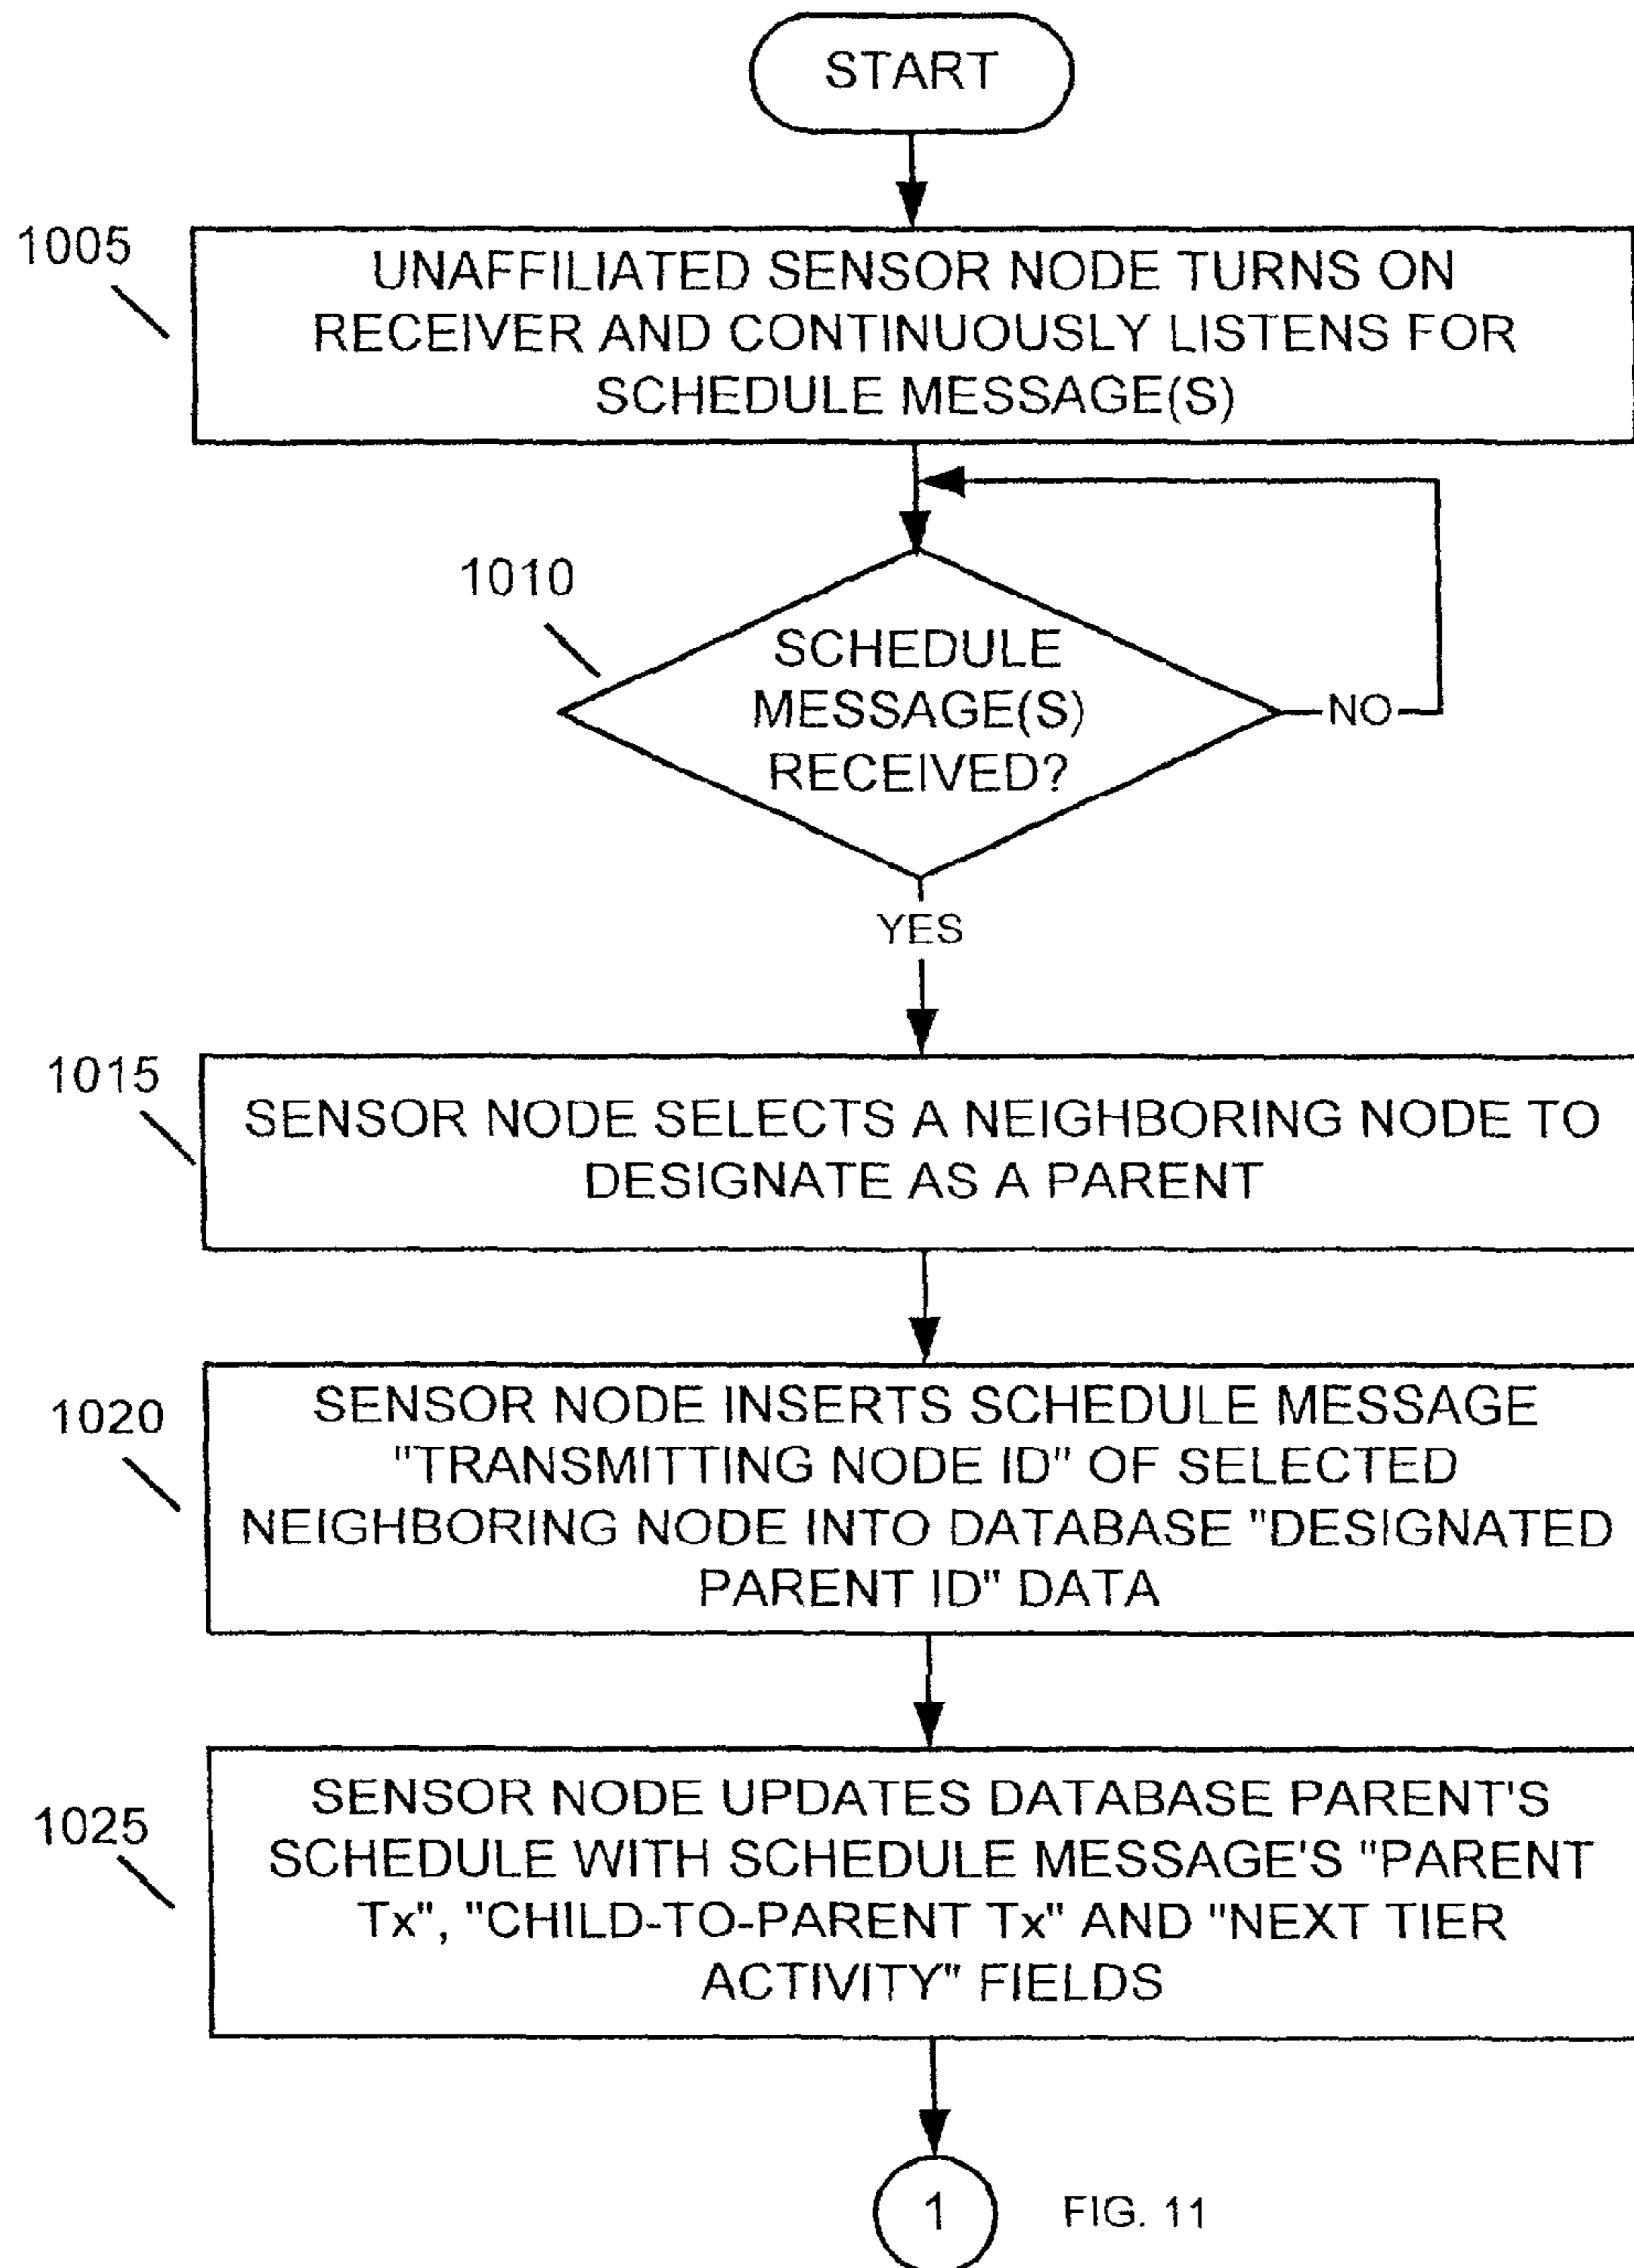 START
1005
UNAFFILIATED SENSOR NODE TURNS ON
RECEIVER AND CONTINUOUSLY LISTENS FOR
SCHEDULE MESSAGE(S)
1010
SCHEDULE
MESSAGE(S)
RECEIVED?
NO
YES
1015
SENSOR NODE SELECTS A NEIGHBORING NODE TO
DESIGNATE AS A PARENT
1020
SENSOR NODE INSERTS SCHEDULE MESSAGE
"TRANSMITTING NODE ID" OF SELECTED
NEIGHBORING NODE INTO DATABASE "DESIGNATED
PARENT ID" DATA
1025
SENSOR NODE UPDATES DATABASE PARENT'S
SCHEDULE WITH SCHEDULE MESSAGE'S "PARENT
Tx", "CHILD-TO-PARENT Tx" AND "NEXT TIER
ACTIVITY" FIELDS
1
FIG. 11